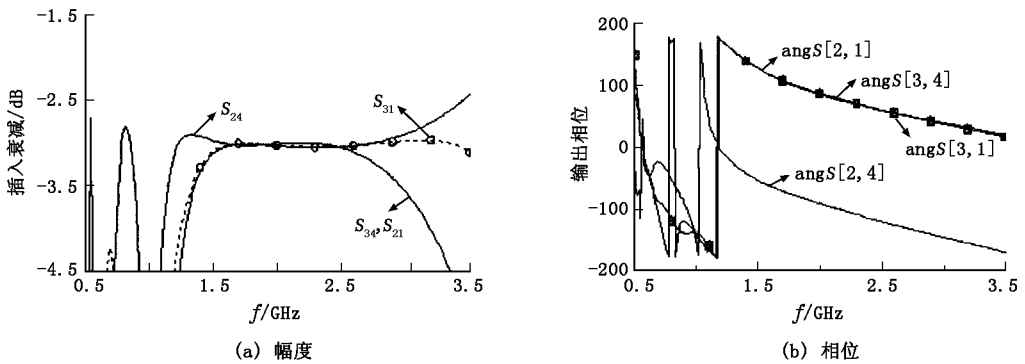 -1.5
-2.5
-3.5
-4.5
插入衰减/dB
S24
S31
S34,S21
0.5
1.5
2.5
3.5
f/GHz
(a) 幅度
200
100
0
-100
-200
输出相位
angS[2,1]
angS[3,4]
angS[3,1]
angS[2,4]
0.5
1.5
2.5
3.5
f/GHz
(b) 相位